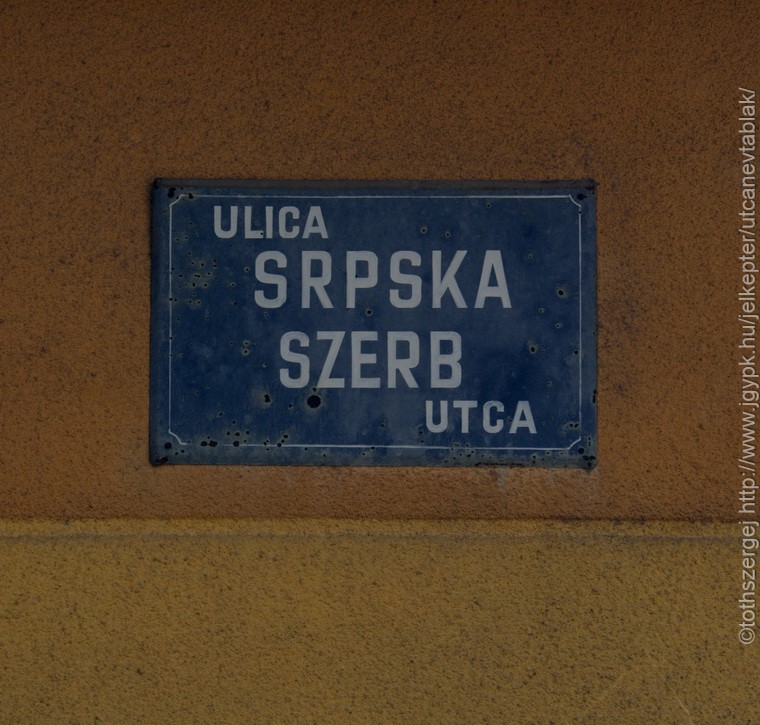 ULICA
SRPSKA
SZERB
UTCA
©tothszergej http://www.jgypk.hu/jelkepter/utcanevtablak/